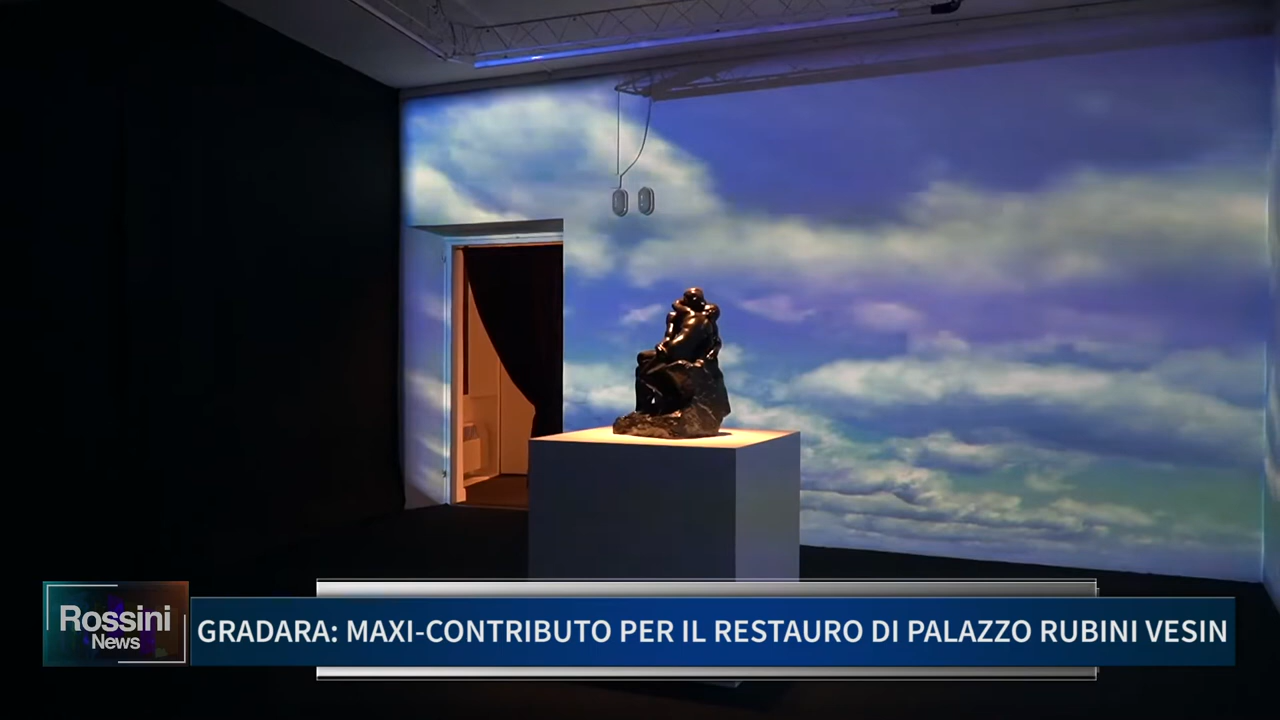 Rossini
News
GRADARA: MAXI-CONTRIBUTO PER IL RESTAURO DI PALAZZO RUBINI VESIN